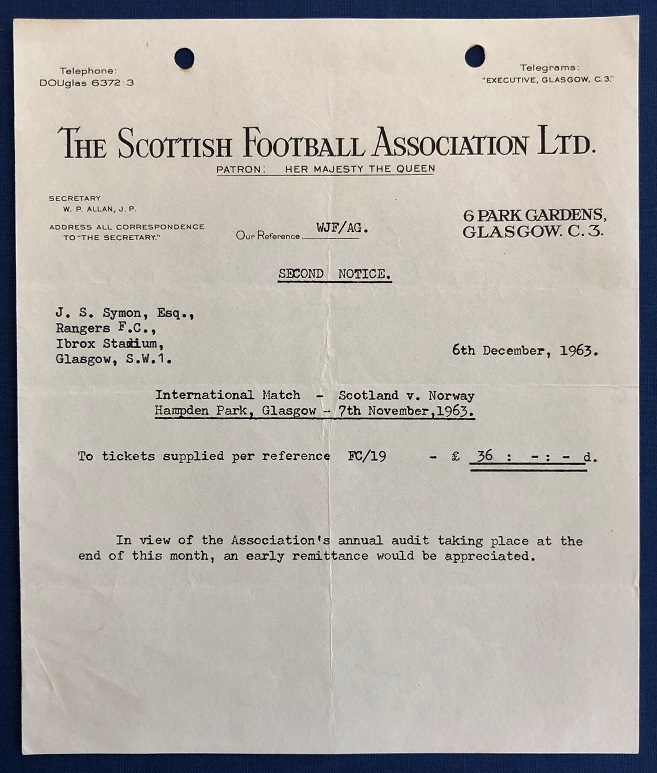 Telephone:
DOUglas 6372-3
Telegrams:
"EXECUTIVE, GLASGOW, C.3."
THE SCOTTISH FOOTBALL ASSOCIATION LTD.
PATRON: HER MAJESTY THE QUEEN
SECRETARY
W. P. ALLAN, J. P.
ADDRESS ALL CORRESPONDENCE
TO "THE SECRETARY."
Our Reference WJF/AG.
6 PARK GARDENS,
GLASGOW. C. 3.
SECOND NOTICE.
J. S. Symon, Esq.,
Rangers F.C.,
Ibrox Stadium,
Glasgow, S.W.1.
6th December, 1963.
International Match - Scotland v. Norway
Hampden Park, Glasgow - 7th November,1963.
To tickets supplied per reference FC/19 - £ 36 : -: - d.
In view of the Association's annual audit taking place at the
end of this month, an early remittance would be appreciated.